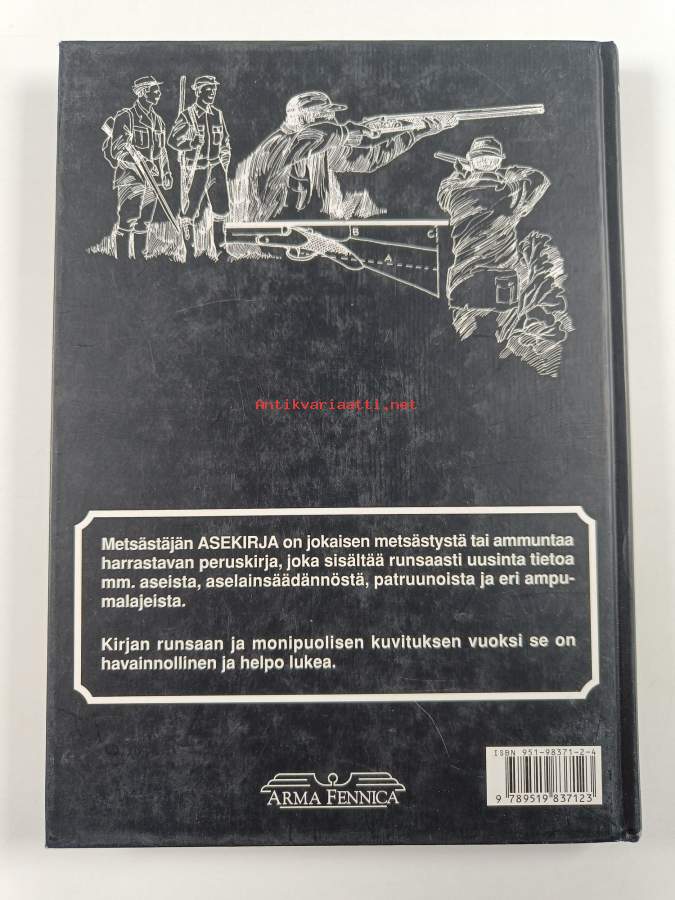 B
C
A
Antikvariaatti.net
Metsästäjän ASEKIRJA on jokaisen metsästystä tai ammuntaa
harrastavan peruskirja, joka sisältää runsaasti uusinta tietoa
mm. aseista, aselainsäädännöstä, patruunoista ja eri ampu-
malajeista.
Kirjan runsaan ja monipuolisen kuvituksen vuoksi se on
havainnollinen ja helpo lukea.
ISBN 951-98371-2-4
9 789519 837123
ARMA FENNICA